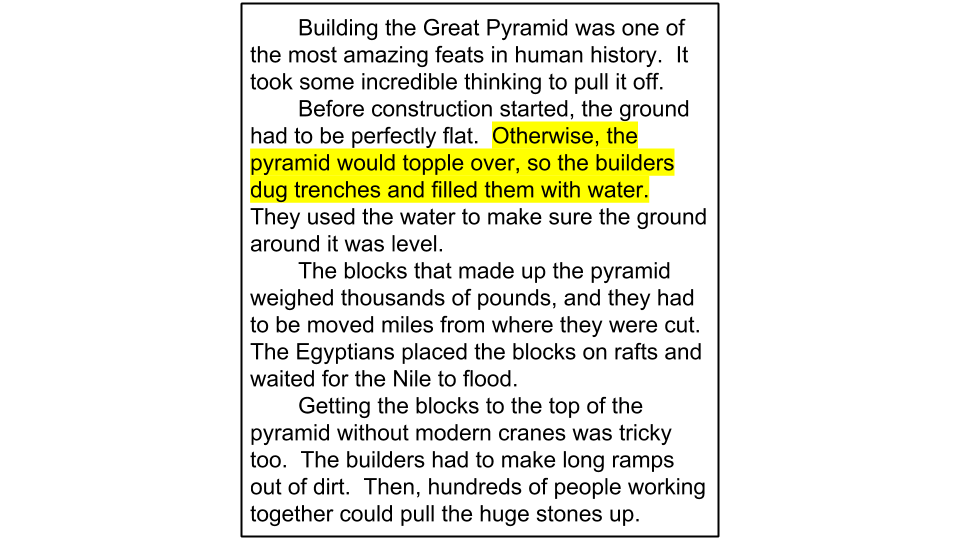 Building the Great Pyramid was one of
the most amazing feats in human history.  It
took some incredible thinking to pull it off.
Before construction started, the ground
had to be perfectly flat.  Otherwise, the
pyramid would topple over, so the builders
dug trenches and filled them with water.
They used the water to make sure the ground
around it was level.
The blocks that made up the pyramid
weighed thousands of pounds, and they had
to be moved miles from where they were cut.
The Egyptians placed the blocks on rafts and
waited for the Nile to flood.
Getting the blocks to the top of the
pyramid without modern cranes was tricky
too.  The builders had to make long ramps
out of dirt.  Then, hundreds of people working
together could pull the huge stones up.